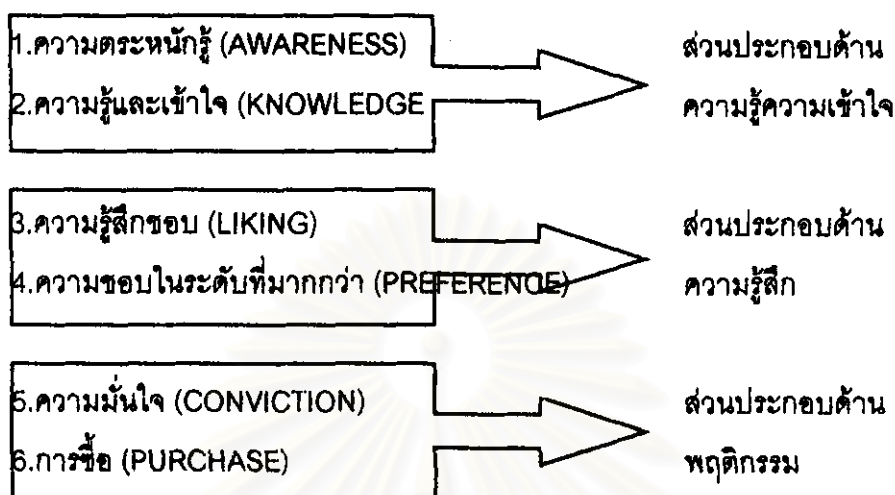 1.ความตระหนักรู้ (AWARENESS)
2.ความรู้และเข้าใจ (KNOWLEDGE
ส่วนประกอบด้าน
ความรู้ความเข้าใจ
3.ความรู้สึกชอบ (LIKING)
4.ความชอบในระดับที่มากกว่า (PREFERENCE)
ส่วนประกอบด้าน
ความรู้สึก
5.ความมั่นใจ (CONVICTION)
6.การซื้อ (PURCHASE)
ส่วนประกอบด้าน
พฤติกรรม